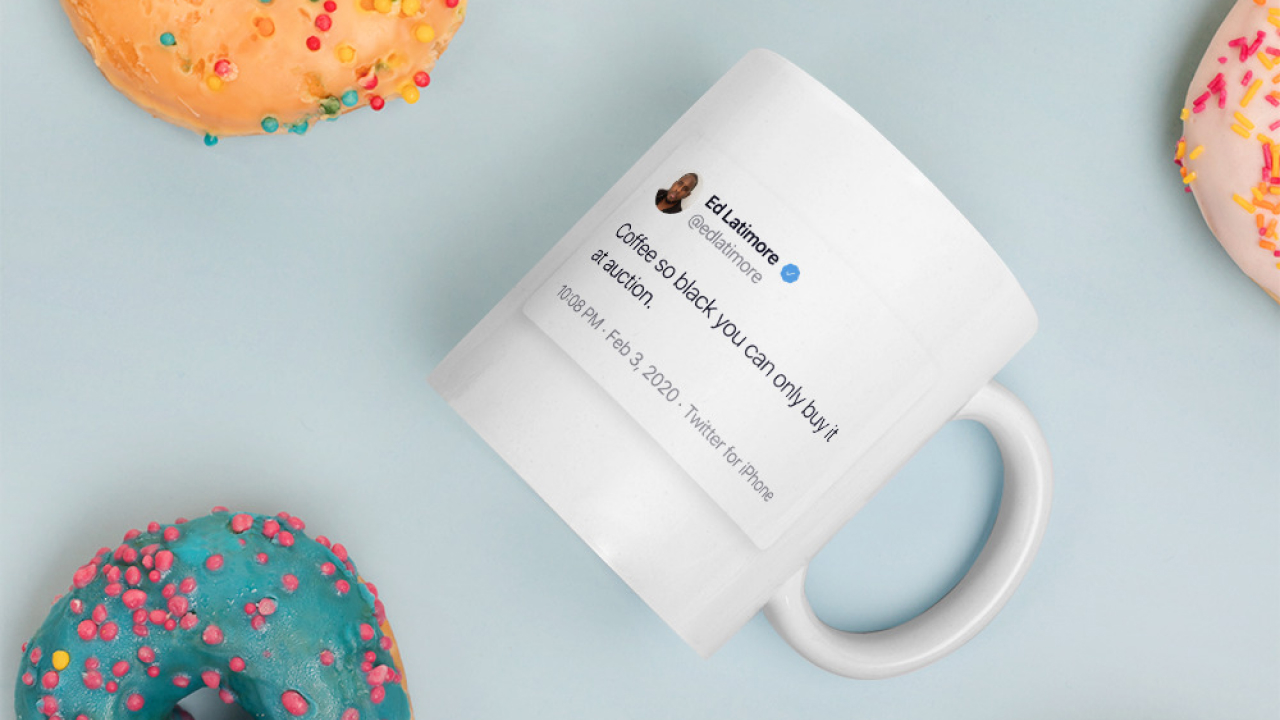 Ed Latimore
@edlatimore
Coffee so black you can only buy it
at auction.
10:08 PM · Feb 3, 2020 · Twitter for iPhone